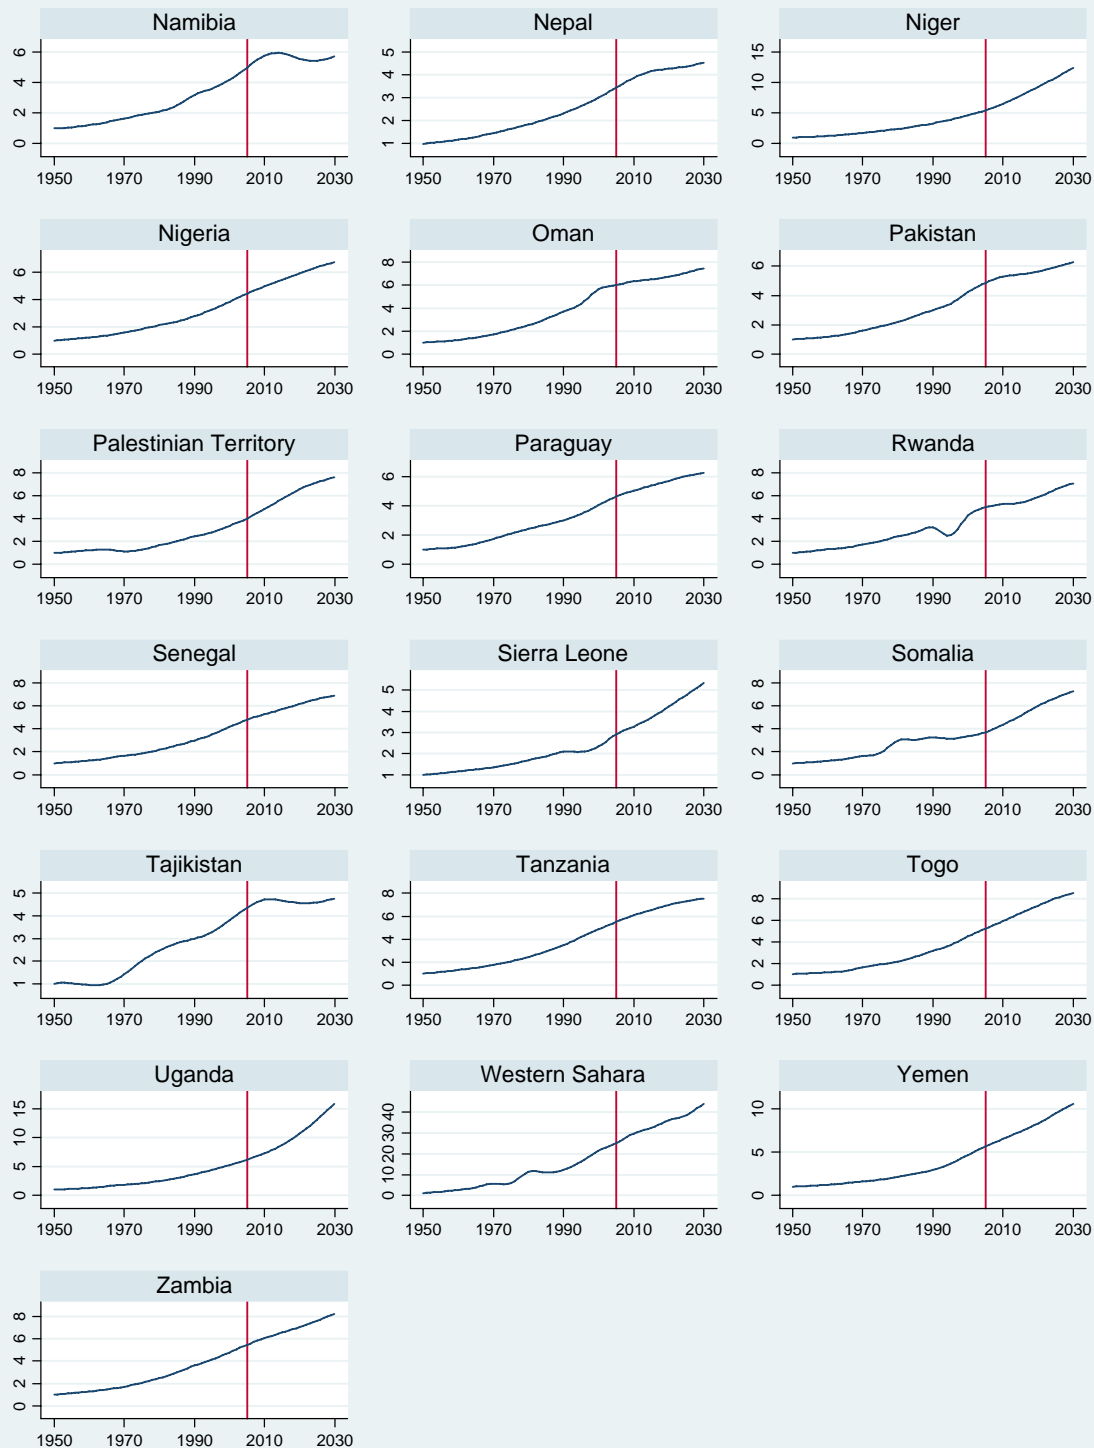 Namibia Nepal Niger
6 5 15
4 4 10
2 3 5
0 2 0
1
1950 1970 1990 2010 2030 1950 1970 1990 2010 2030 1950 1970 1990 2010 2030
Nigeria Oman Pakistan
6 8 6
4 6 4
2 4 2
0 2 0
0
1950 1970 1990 2010 2030 1950 1970 1990 2010 2030 1950 1970 1990 2010 2030
Palestinian Territory Paraguay Rwanda
8 6 8
6 4 6
4 2 4
2 0 2
0 0
1950 1970 1990 2010 2030 1950 1970 1990 2010 2030 1950 1970 1990 2010 2030
Senegal Sierra Leone Somalia
8 5 8
6 4 6
4 3 4
2 2 2
0 1 0
1950 1970 1990 2010 2030 1950 1970 1990 2010 2030 1950 1970 1990 2010 2030
Tajikistan Tanzania Togo
5 8 8
4 6 6
3 4 4
2 2 2
1 0 0
1950 1970 1990 2010 2030 1950 1970 1990 2010 2030 1950 1970 1990 2010 2030
Uganda Western Sahara Yemen
15 40 10
10 30 5
5 20 0
0 10
0
1950 1970 1990 2010 2030 1950 1970 1990 2010 2030 1950 1970 1990 2010 2030
Zambia
8
6
4
2
0
1950 1970 1990 2010 2030